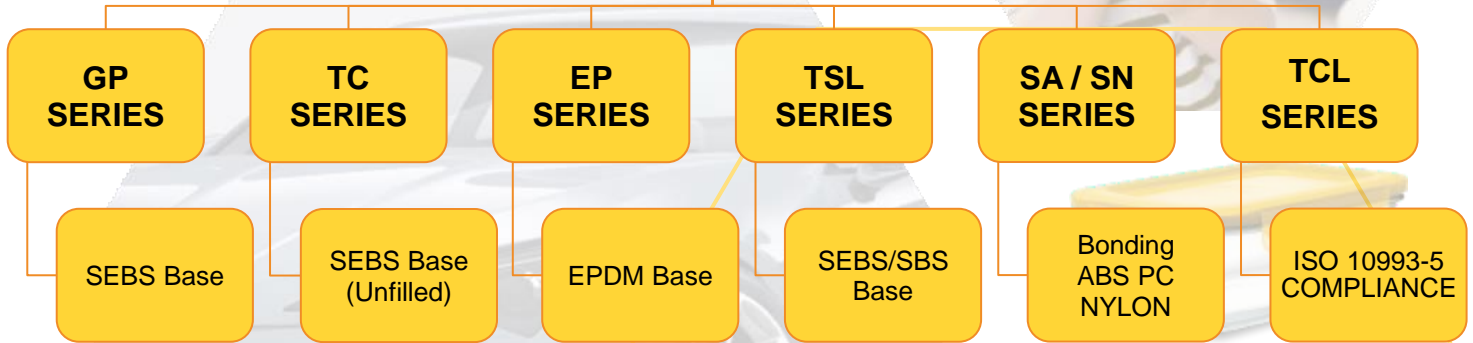 GP
SERIES
TC
SERIES
EP
SERIES
TSL
SERIES
SA / SN
SERIES
TCL
SERIES
SEBS Base
SEBS Base
(Unfilled)
EPDM Base
SEBS/SBS
Base
Bonding
ABS PC
NYLON
ISO 10993-5
COMPLIANCE